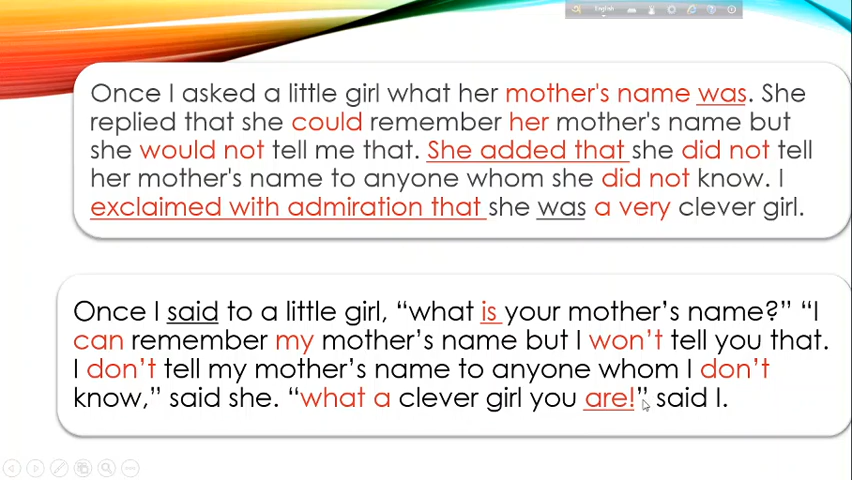 English
Once I asked a little girl what her mother's name was. She
replied that she could remember her mother's name but
she would not tell me that. She added that she did not tell
her mother's name to anyone whom she did not know. I
exclaimed with admiration that she was a very clever girl.
Once I said to a little girl, “what is your mother’s name?” “I
can remember my mother’s name but I won’t tell you that.
I don’t tell my mother’s name to anyone whom I don’t
know,” said she. “what a clever girl you are!” said I.